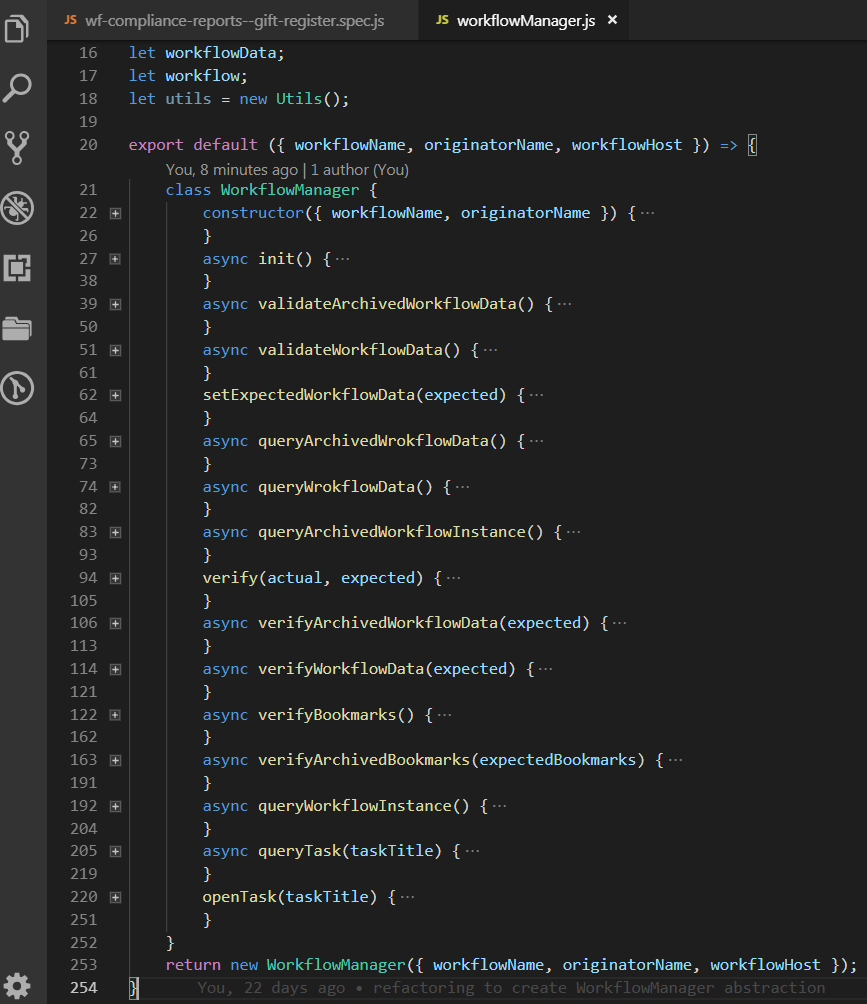 JS wf-compliance-reports--gift-register.spec.js JS workflowManager.js ×
16 let workflowData;
17 let workflow;
18 let utils = new Utils();
19
20 export default ({ workflowName, originatorName, workflowHost }) => {
You, 8 minutes ago | 1 author (You)
21 class WorkflowManager {
22 constructor({ workflowName, originatorName }) { ···
26 }
27 async init() { ···
38 }
39 async validateArchivedWorkflowData() { ···
50 }
51 async validateWorkflowData() { ···
61 }
62 setExpectedWorkflowData(expected) { ···
64 }
65 async queryArchivedWrokflowData() { ···
73 }
74 async queryWrokflowData() { ···
82 }
83 async queryArchivedWorkflowInstance() { ···
93 }
94 verify(actual, expected) { ···
105 }
106 async verifyArchivedWorkflowData(expected) { ···
113 }
114 async verifyWorkflowData(expected) { ···
121 }
122 async verifyBookmarks() { ···
162 }
163 async verifyArchivedBookmarks(expectedBookmarks) { ···
191 }
192 async queryWorkflowInstance() { ···
204 }
205 async queryTask(taskTitle) { ···
219 }
220 openTask(taskTitle) { ···
251 }
252 }
253 return new WorkflowManager({ workflowName, originatorName, workflowHost });
254 } You, 22 days ago • refactoring to create WorkflowManager abstraction